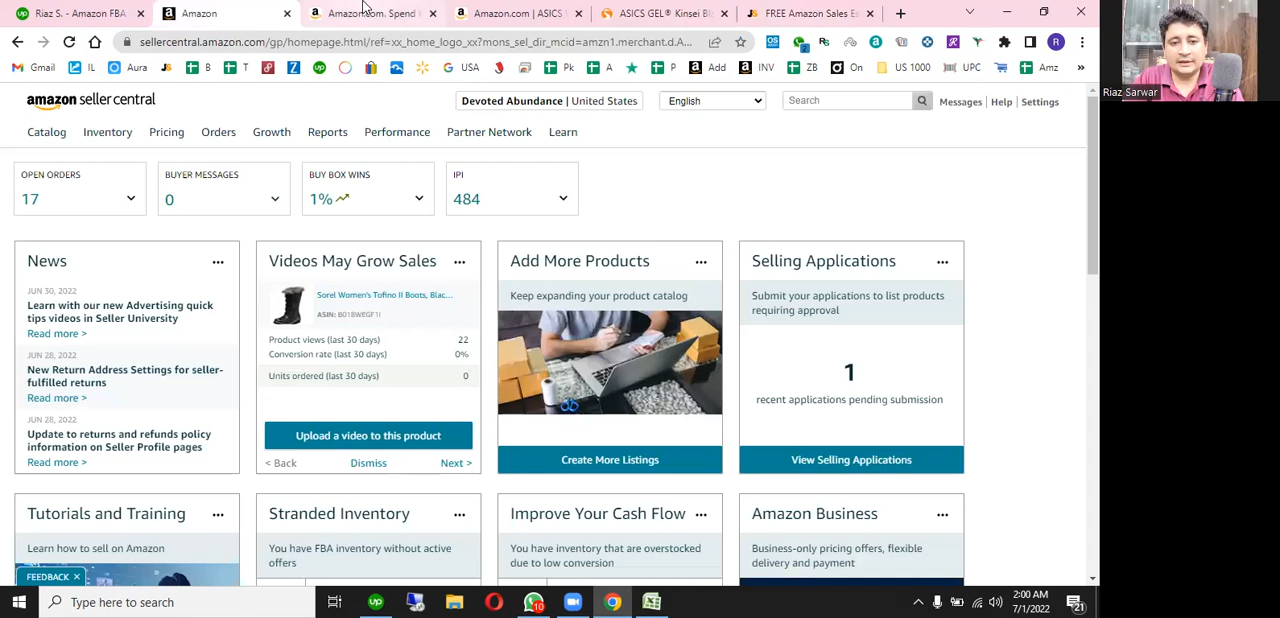 Riaz S. - Amazon FBA
Amazon
Amazon.com. Spend l
Amazon.com | ASICS
ASICS GEL® Kinsei Bl
FREE Amazon Sales Es
sellercentral.amazon.com/gp/homepage.html/ref=xx_home_logo_xx?mons_sel_dir_mcid=amzn1.merchant.d.A...
Gmail IL Aura B T USA Pk A P Add INV ZB On US 1000 UPC Amz »
amazon seller central
Devoted Abundance | United States
English
Search
Messages | Help | Settings
Catalog Inventory Pricing Orders Growth Reports Performance Partner Network Learn
OPEN ORDERS
17
BUYER MESSAGES
0
BUY BOX WINS
1%
IPI
484
News
JUN 30, 2022
Learn with our new Advertising quick
tips videos in Seller University
Read more >
JUN 28, 2022
New Return Address Settings for seller-
fulfilled returns
Read more >
JUN 28, 2022
Update to returns and refunds policy
information on Seller Profile pages
Read more >
Videos May Grow Sales
Sorel Women's Tofino II Boots, Blac...
ASIN: B018WEGF1I
Product views (last 30 days) 22
Conversion rate (last 30 days) 0%
Units ordered (last 30 days) 0
Upload a video to this product
< Back Dismiss Next >
Add More Products
Keep expanding your product catalog
Create More Listings
Selling Applications
Submit your applications to list products
requiring approval
1
recent applications pending submission
View Selling Applications
Tutorials and Training
Learn how to sell on Amazon
FEEDBACK ×
Stranded Inventory
You have FBA inventory without active
offers
Improve Your Cash Flow
You have inventory that are overstocked
due to low conversion
Amazon Business
Business-only pricing offers, flexible
delivery and payment
Riaz Sarwar
Type here to search
10
2:00 AM
7/1/2022
21